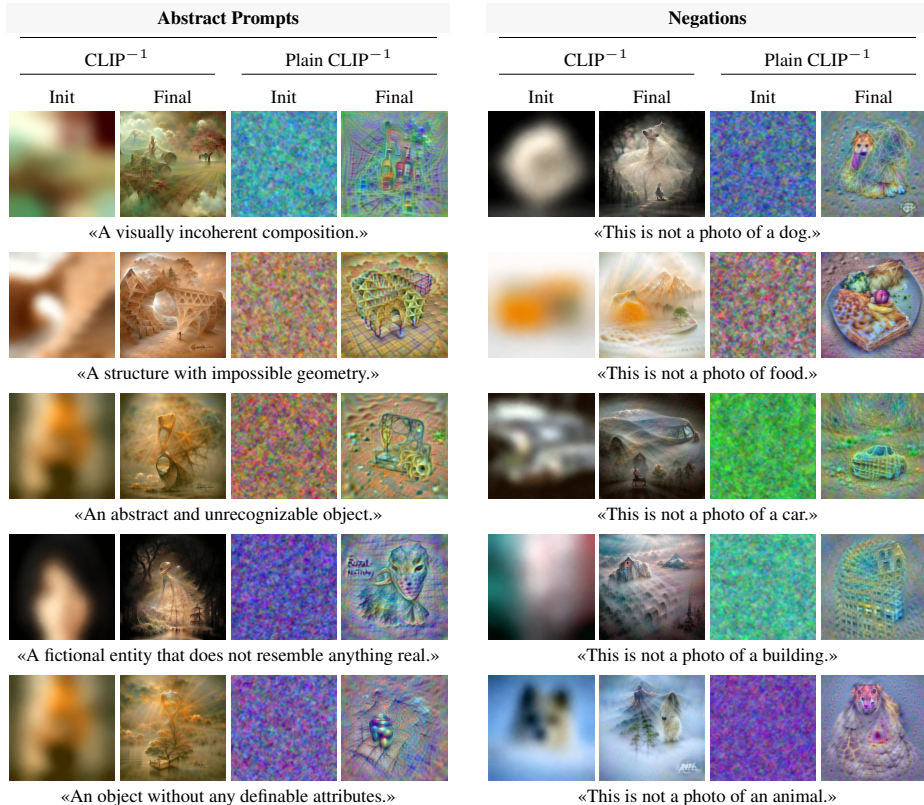 Abstract Prompts
CLIP⁻¹ Plain CLIP⁻¹
Init Final Init Final
«A visually incoherent composition.»
«A structure with impossible geometry.»
«An abstract and unrecognizable object.»
«A fictional entity that does not resemble anything real.»
«An object without any definable attributes.»
Negations
CLIP⁻¹ Plain CLIP⁻¹
Init Final Init Final
«This is not a photo of a dog.»
«This is not a photo of food.»
«This is not a photo of a car.»
«This is not a photo of a building.»
«This is not a photo of an animal.»